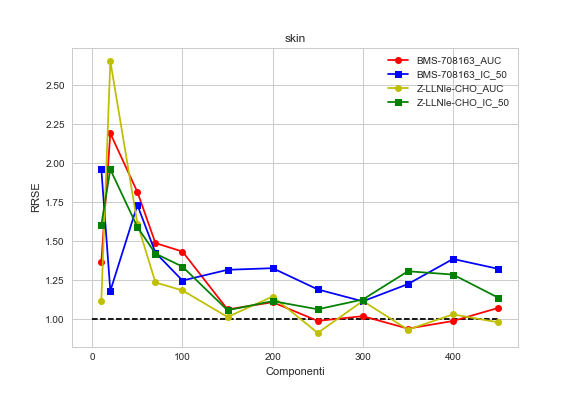 skin
BMS-708163_AUC
BMS-708163_IC_50
Z-LLNle-CHO_AUC
Z-LLNle-CHO_IC_50
2.50
2.25
2.00
1.75
1.50
1.25
1.00
RRSE
0 100 200 300 400
Componenti